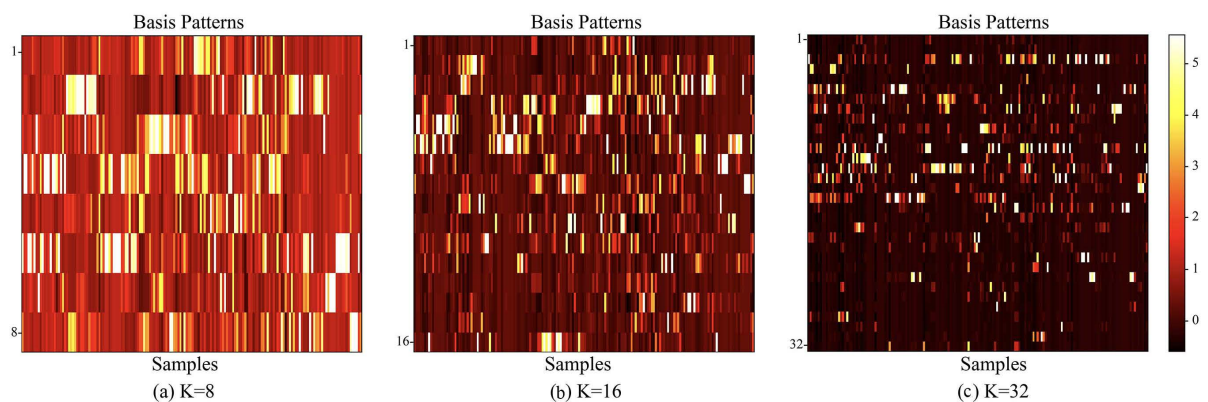 Basis Patterns
1
8
Samples
(a) K=8
Basis Patterns
1
16
Samples
(b) K=16
Basis Patterns
1
32
Samples
(c) K=32
5
4
3
2
1
0